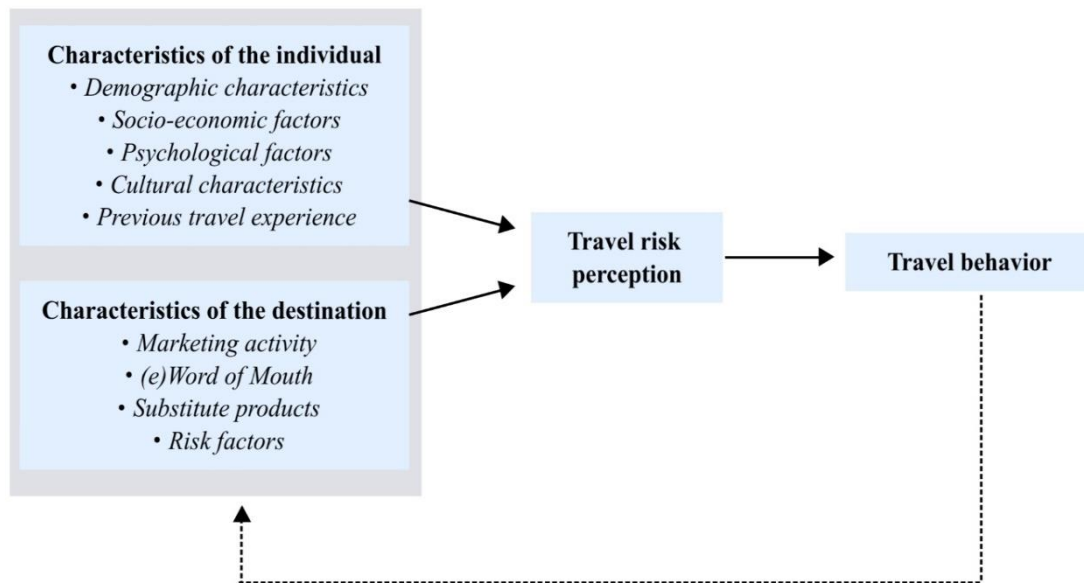 Characteristics of the individual
• Demographic characteristics
• Socio-economic factors
• Psychological factors
• Cultural characteristics
• Previous travel experience
Characteristics of the destination
• Marketing activity
• (e)Word of Mouth
• Substitute products
• Risk factors
Travel risk
perception
Travel behavior